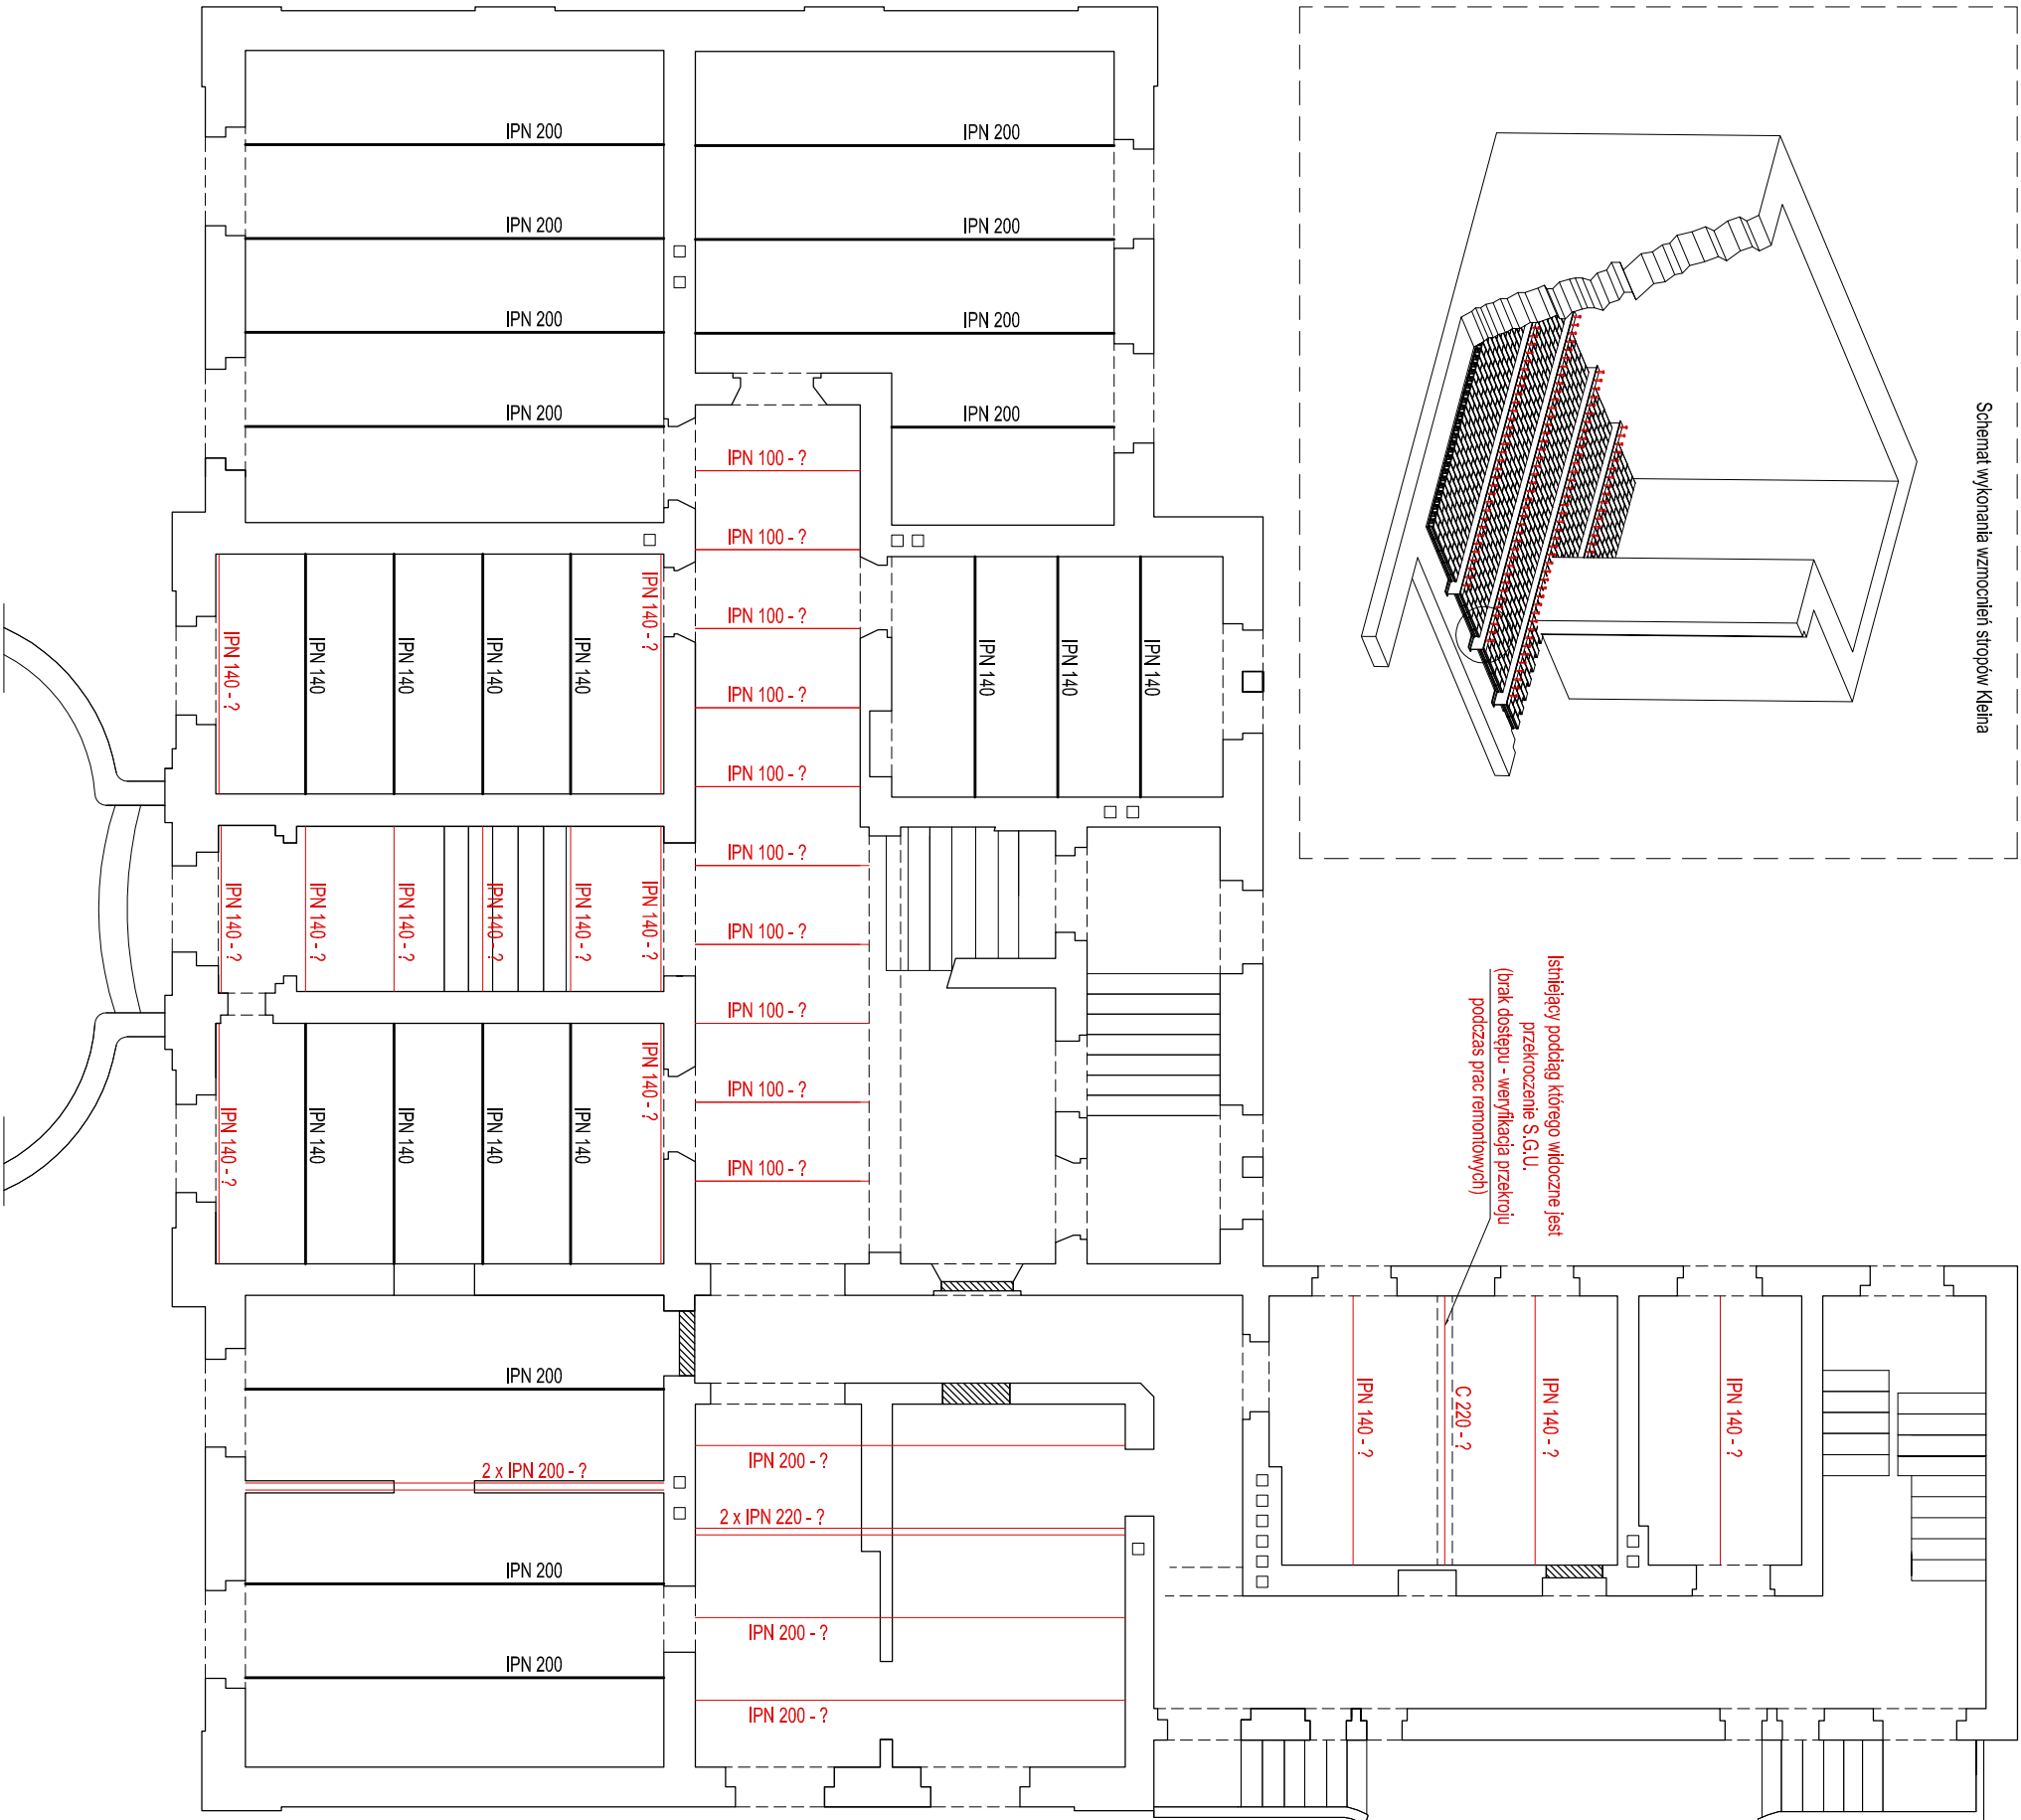 Schemat wykonania wzmocnień stropów Kleina
IPN 200
IPN 200
IPN 200
IPN 200
IPN 200
IPN 200
IPN 200
IPN 200
IPN 100 - ?
IPN 100 - ?
IPN 100 - ?
IPN 100 - ?
IPN 100 - ?
IPN 100 - ?
IPN 100 - ?
IPN 100 - ?
IPN 100 - ?
IPN 140 - ?
IPN 140
IPN 140
IPN 140
IPN 140
IPN 140 - ?
IPN 140
IPN 140
IPN 140
IPN 140 - ?
IPN 140 - ?
IPN 140 - ?
IPN 140 - ?
IPN 140 - ?
IPN 140 - ?
IPN 140 - ?
IPN 140
IPN 140
IPN 140
IPN 140
IPN 140 - ?
Istniejący podciąg którego widoczne jest
przekroczenie S.G.U.
(brak dostępu - weryfikacja przekroju
podczas prac remontowych)
IPN 140 - ?
C 220 - ?
IPN 140 - ?
IPN 140 - ?
IPN 200
2 x IPN 200 - ?
IPN 200
IPN 200
IPN 200 - ?
2 x IPN 220 - ?
IPN 200 - ?
IPN 200 - ?